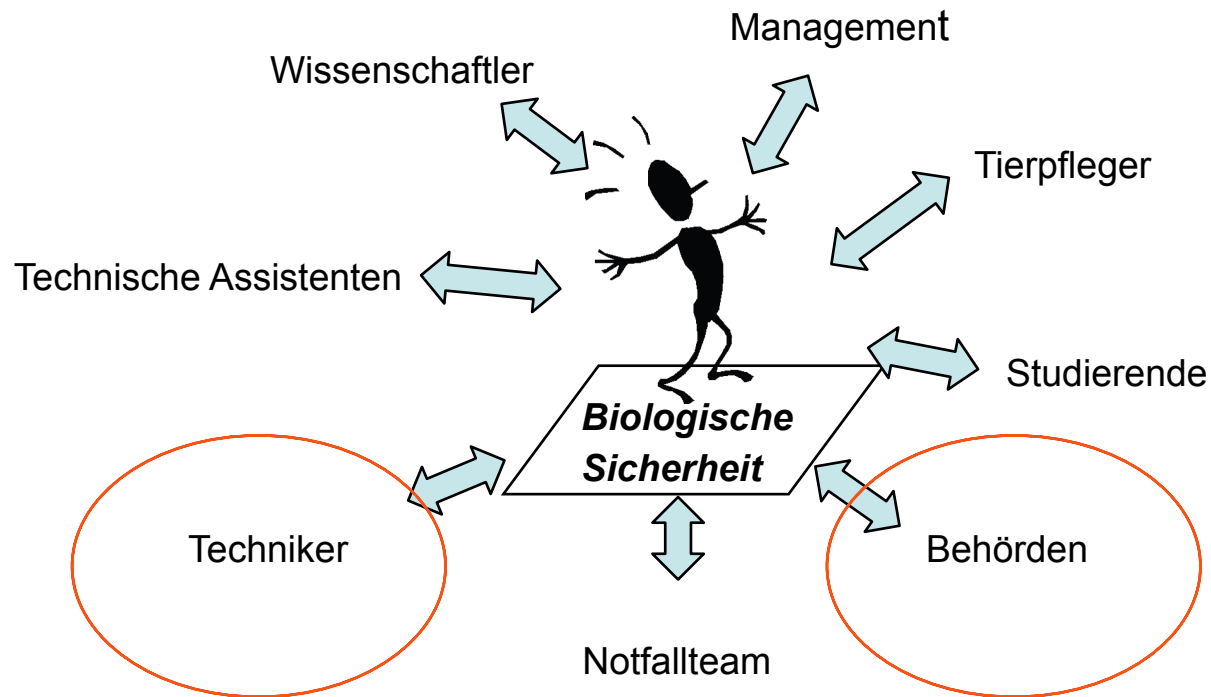 Management
Wissenschaftler
Tierpfleger
Technische Assistenten
Studierende
Biologische
Sicherheit
Techniker
Behörden
Notfallteam